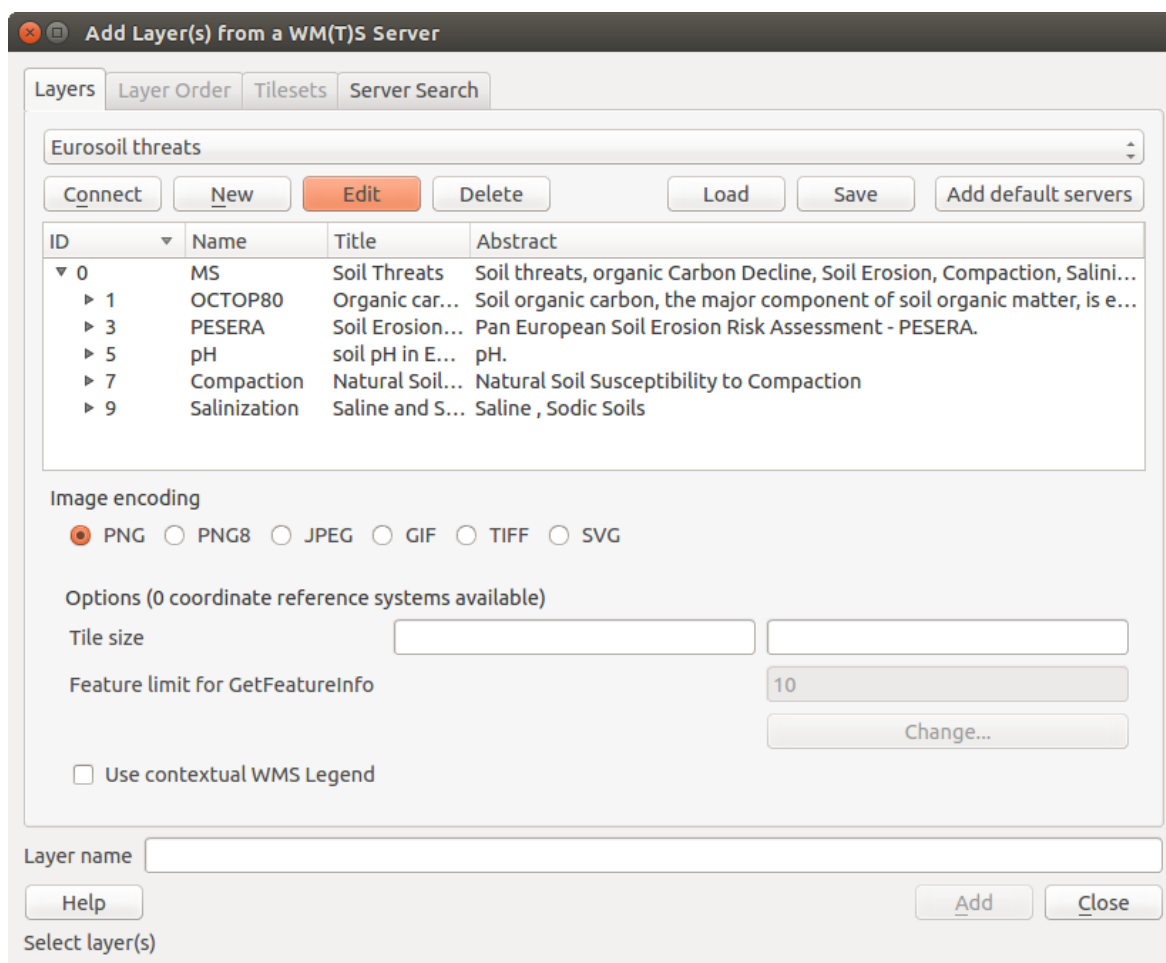 Add Layer(s) from a WM(T)S Server
Layers Layer Order Tilesets Server Search
Eurosoil threats
Connect New Edit Delete Load Save Add default servers
ID Name Title Abstract
0 MS Soil Threats Soil threats, organic Carbon Decline, Soil Erosion, Compaction, Salini...
1 OCTOP80 Organic car... Soil organic carbon, the major component of soil organic matter, is e...
3 PESERA Soil Erosion... Pan European Soil Erosion Risk Assessment - PESERA.
5 pH soil pH in E... pH.
7 Compaction Natural Soil... Natural Soil Susceptibility to Compaction
9 Salinization Saline and S... Saline , Sodic Soils
Image encoding
PNG PNG8 JPEG GIF TIFF SVG
Options (0 coordinate reference systems available)
Tile size
Feature limit for GetFeatureInfo 10
Change...
Use contextual WMS Legend
Layer name
Help Add Close
Select layer(s)